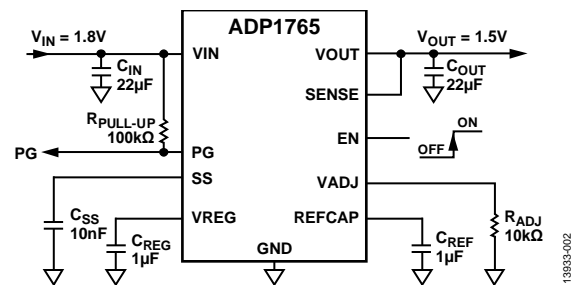 ADP1765
VIN = 1.8V
VIN
VOUT
VOUT = 1.5V
CIN
22µF
COUT
22µF
SENSE
RPULL-UP
100kΩ
EN
ON
OFF
PG
PG
SS
VADJ
CSS
10nF
VREG
REFCAP
RADJ
10kΩ
CREG
1µF
CREF
1µF
GND
13933-002